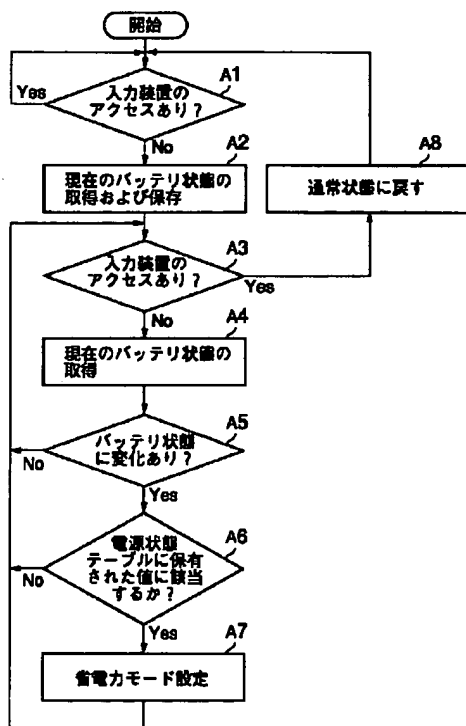 開始
A1
入力装置の
アクセスあり?
Yes
No
A2
現在のバッテリ状態の
取得および保存
A8
通常状態に戻す
A3
入力装置の
アクセスあり?
Yes
No
A4
現在のバッテリ状態の
取得
A5
バッテリ状態
に変化あり?
No
Yes
A6
電源状態
テーブルに保有
された値に該当
するか?
No
Yes
A7
省電力モード設定